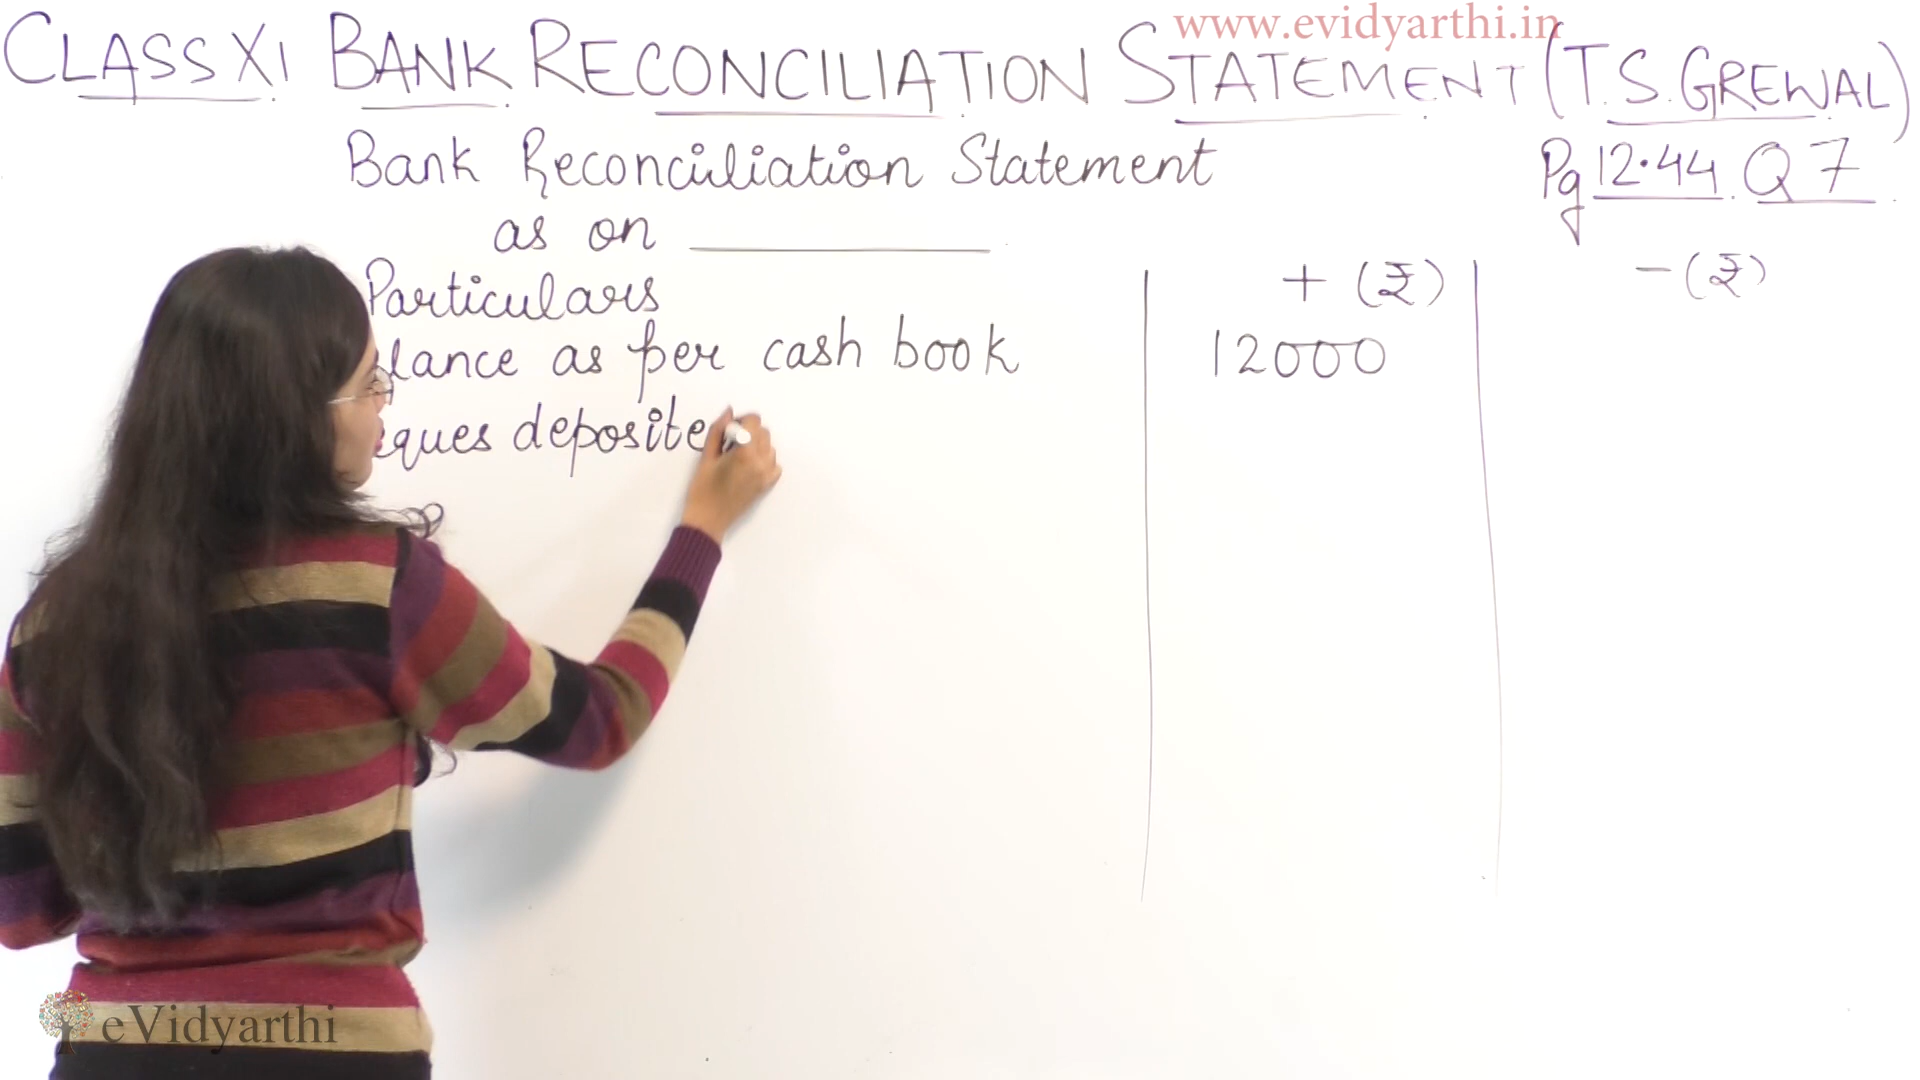 www.evidyarthi.in
CLASS XI BANK RECONCILIATION STATEMENT (T.S. GREWAL)
Bank Reconciliation Statement
Pg 12.44 Q 7
as on
Particulars + (₹) - (₹)
lance as per cash book 12000
eques deposite
eVidyarthi